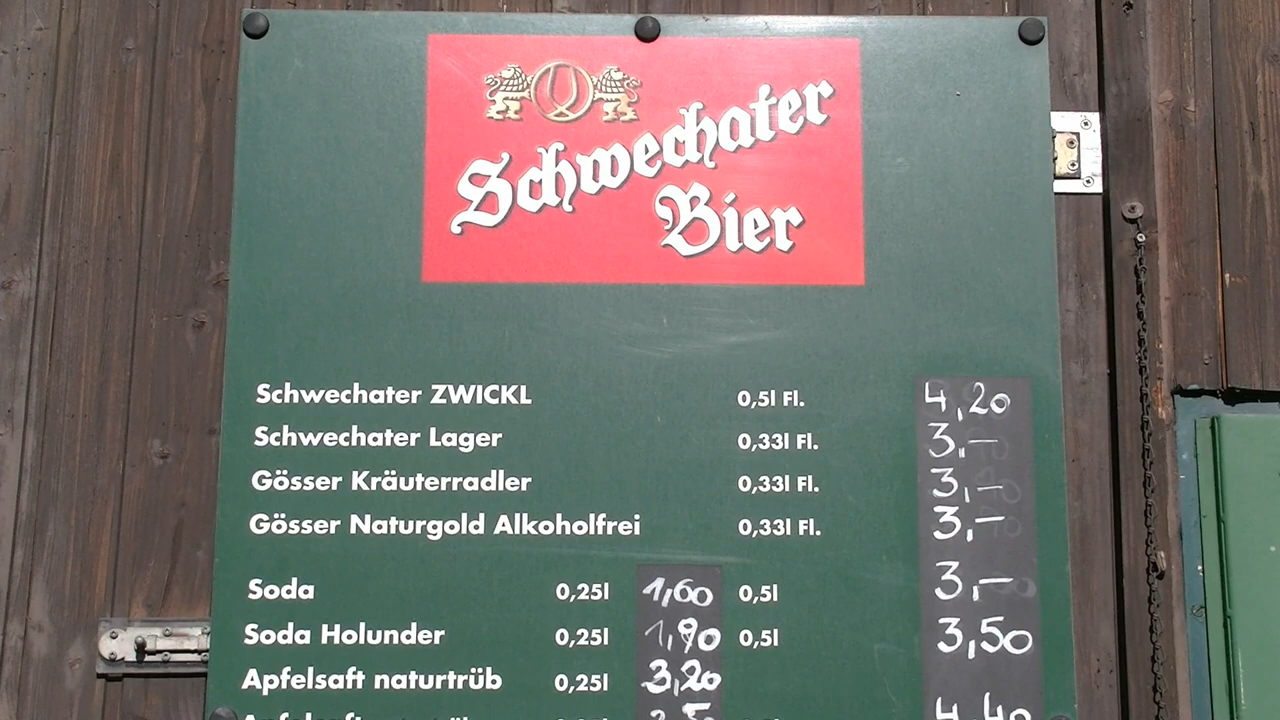 Schwechater
Bier
Schwechater ZWICKL 0,5l Fl. 4,20
Schwechater Lager 0,33l Fl. 3,-
Gösser Kräuterradler 0,33l Fl. 3,-
Gösser Naturgold Alkoholfrei 0,33l Fl. 3,-
Soda 0,25l 1,60 0,5l 3,-
Soda Holunder 0,25l 1,90 0,5l 3,50
Apfelsaft naturtrüb 0,25l 3,20
4,40